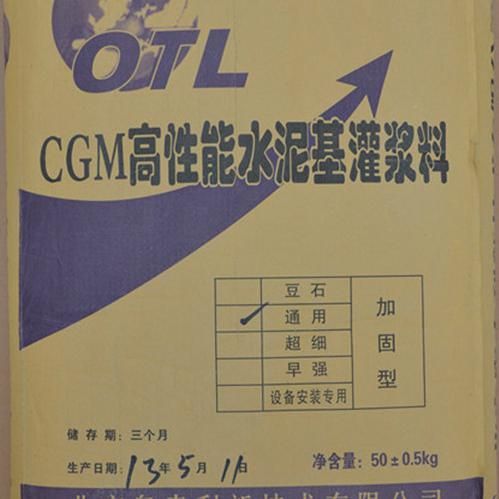 OTL
CGM高性能水泥基灌浆料
豆石
通用
超细
早强
设备安装专用
加固型
储存期：三个月
生产日期：13年5月11日
净含量：50±0.5kg